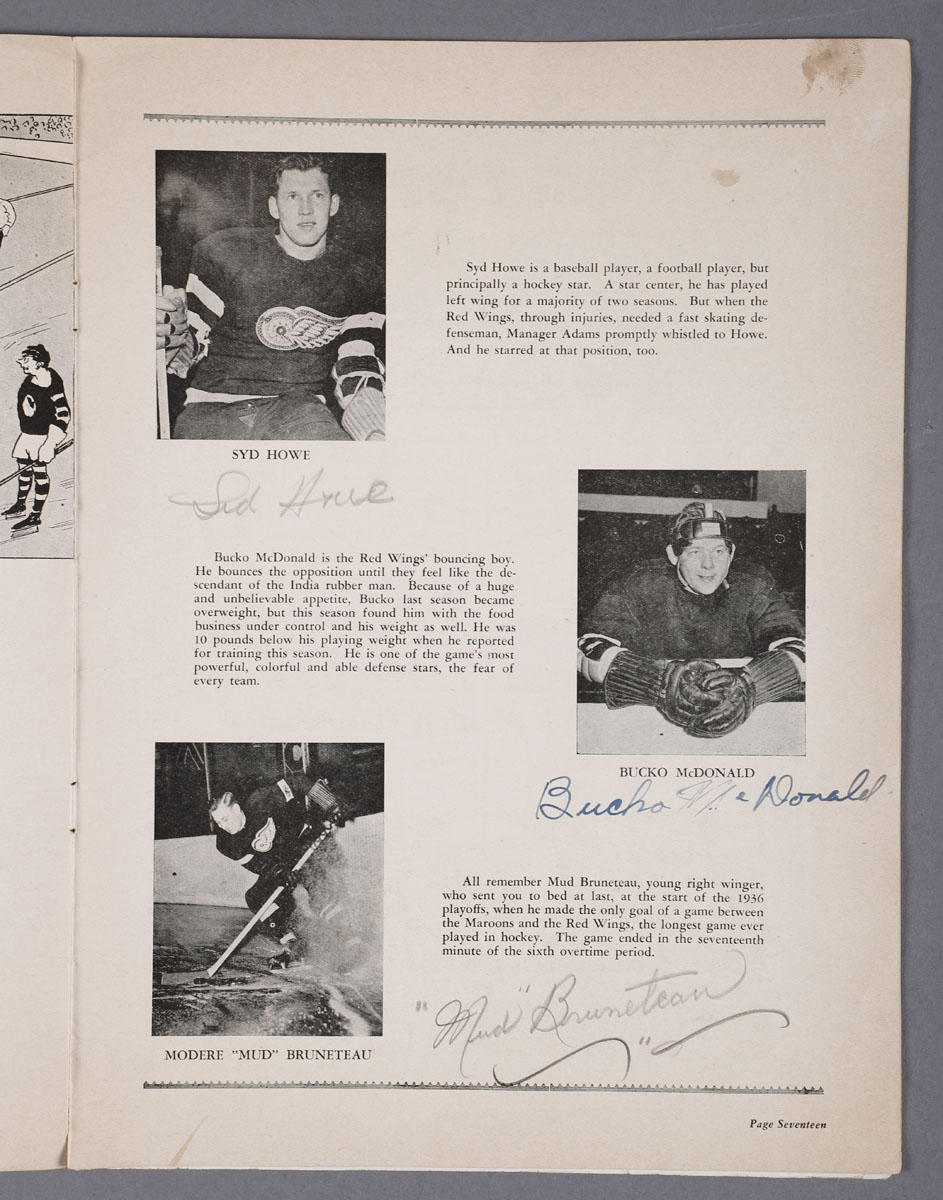 Syd Howe is a baseball player, a football player, but
principally a hockey star. A star center, he has played
left wing for a majority of two seasons. But when the
Red Wings, through injuries, needed a fast skating de-
fenseman, Manager Adams promptly whistled to Howe.
And he starred at that position, too.
SYD HOWE
Syd Howe
Bucko McDonald is the Red Wings' bouncing boy.
He bounces the opposition until they feel like the de-
scendant of the India rubber man. Because of a huge
and unbelievable appetite, Bucko last season became
overweight, but this season found him with the food
business under control and his weight as well. He was
10 pounds below his playing weight when he reported
for training this season. He is one of the game's most
powerful, colorful and able defense stars, the fear of
every team.
BUCKO McDONALD
Bucko McDonald
All remember Mud Bruneteau, young right winger,
who sent you to bed at last, at the start of the 1936
playoffs, when he made the only goal of a game between
the Maroons and the Red Wings, the longest game ever
played in hockey. The game ended in the seventeenth
minute of the sixth overtime period.
"Mud" Bruneteau
MODERE "MUD" BRUNETEAU
Page Seventeen